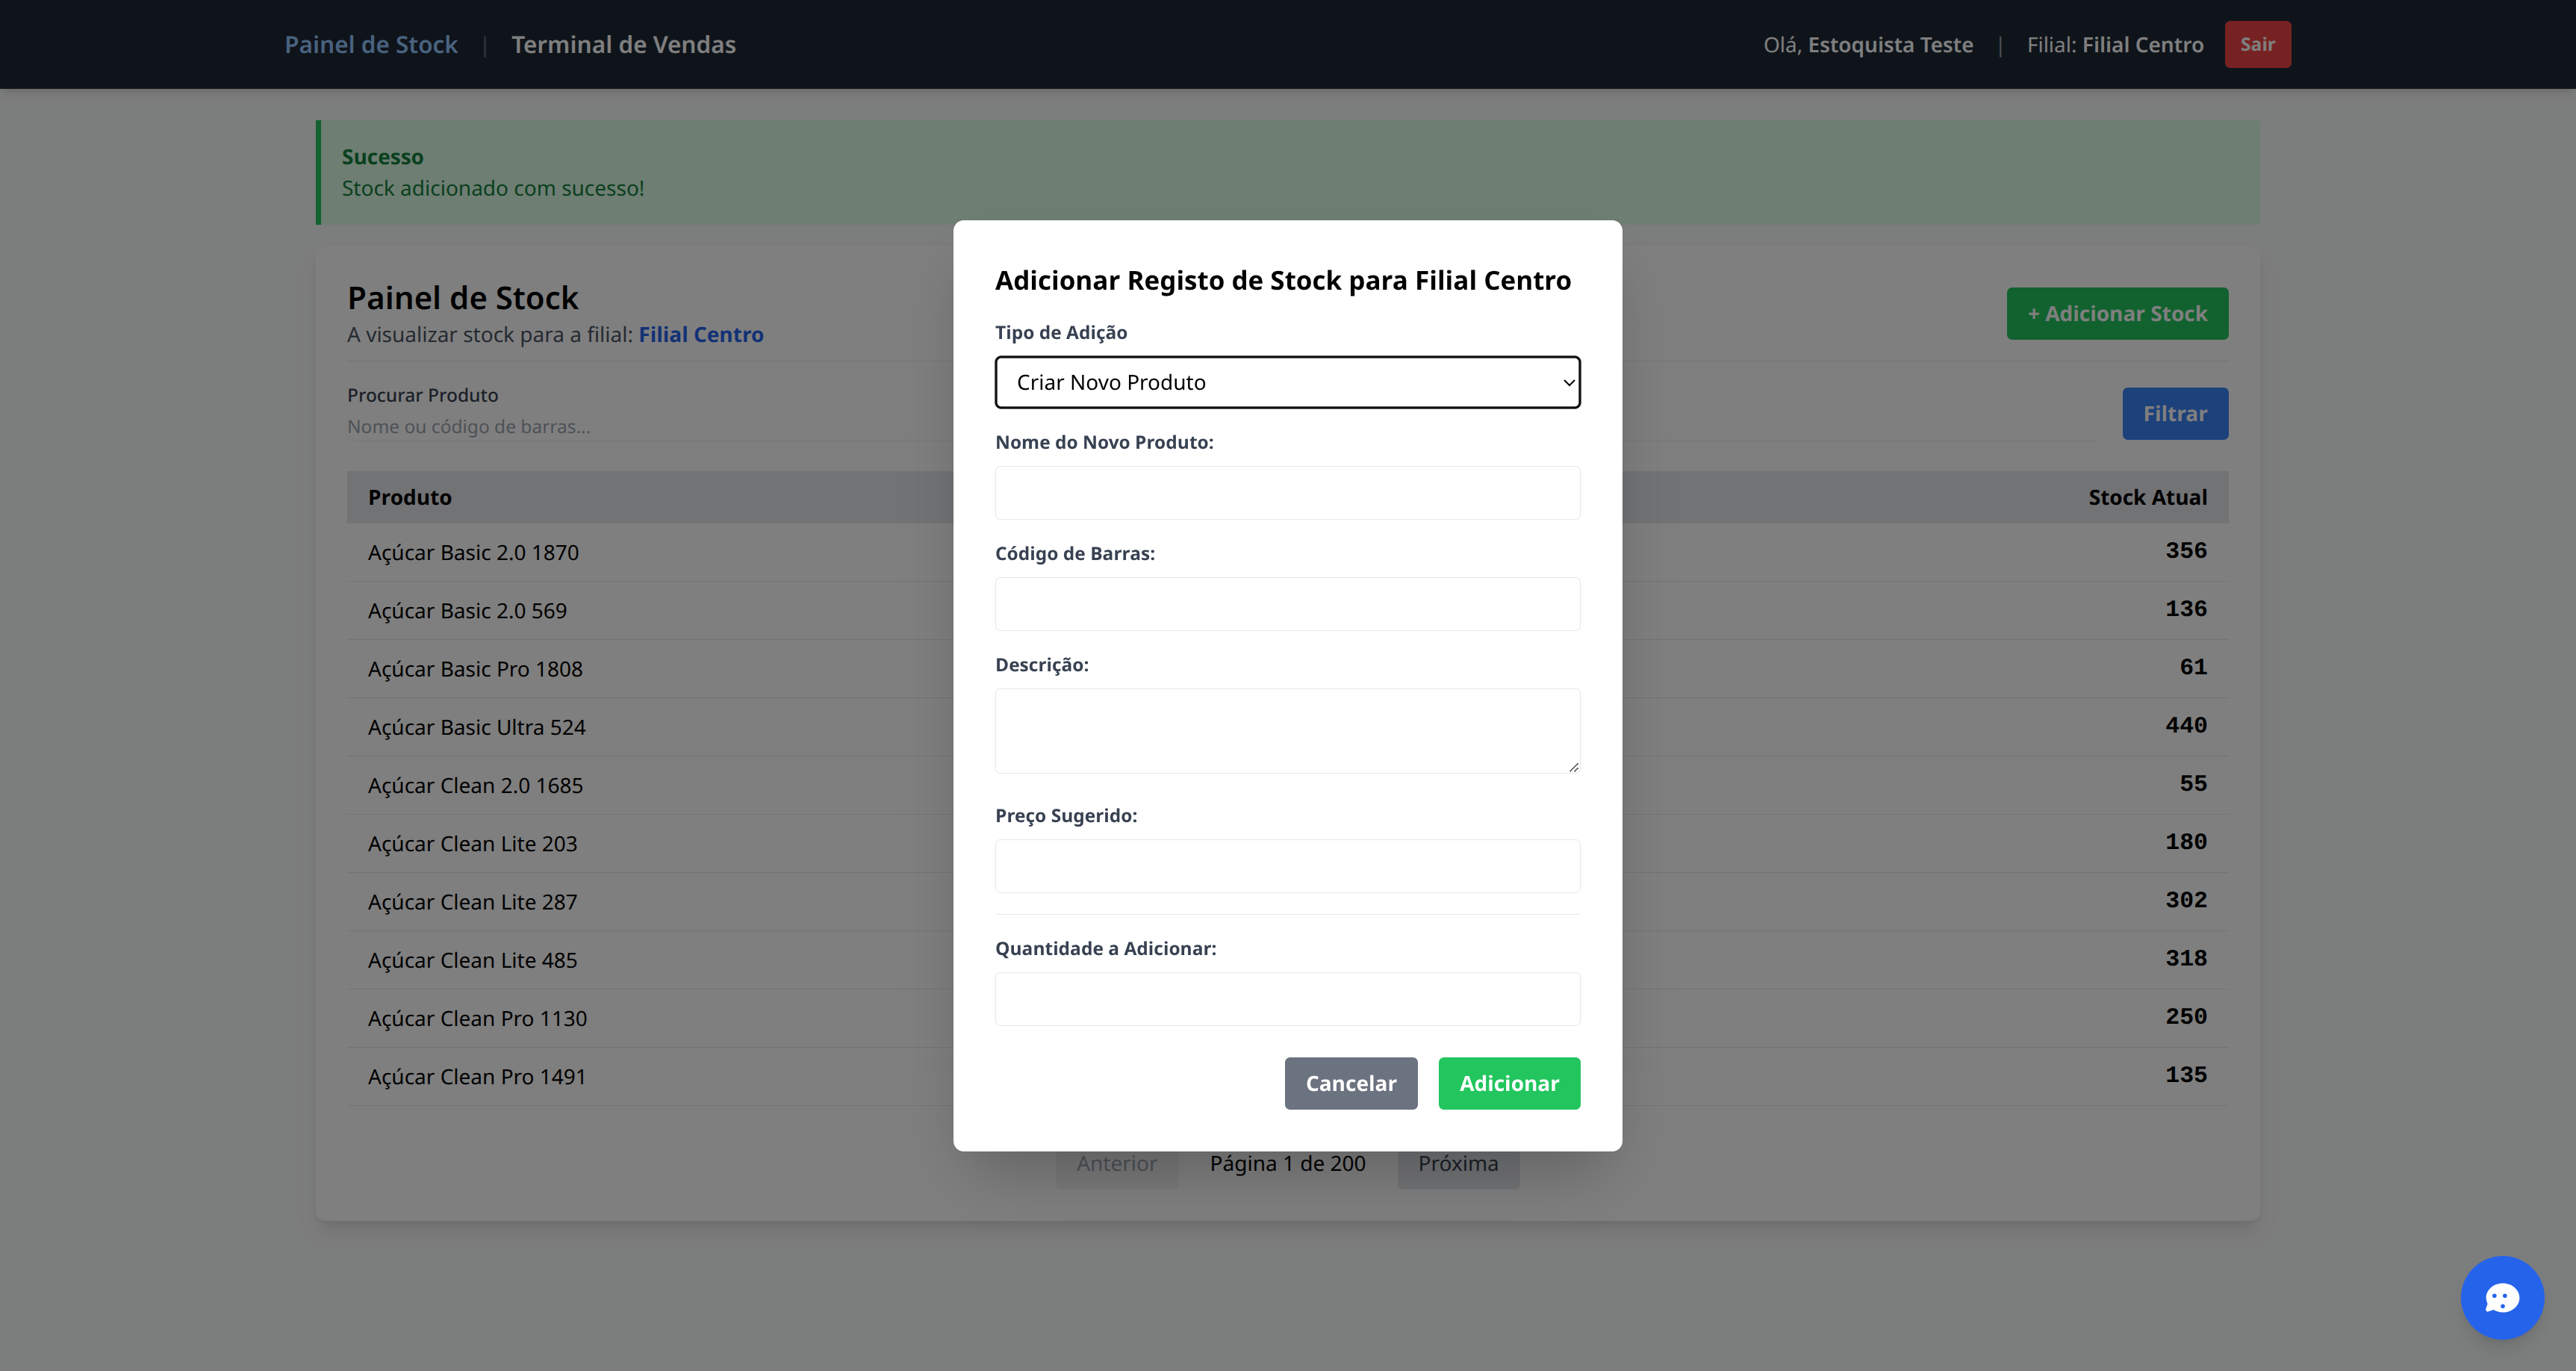 Painel de Stock | Terminal de Vendas Olá, Estoquista Teste | Filial: Filial Centro Sair
Sucesso
Stock adicionado com sucesso!
Painel de Stock
A visualizar stock para a filial: Filial Centro
+ Adicionar Stock
Procurar Produto
Nome ou código de barras...
Filtrar
Produto Stock Atual
Açúcar Basic 2.0 1870 356
Açúcar Basic 2.0 569 136
Açúcar Basic Pro 1808 61
Açúcar Basic Ultra 524 440
Açúcar Clean 2.0 1685 55
Açúcar Clean Lite 203 180
Açúcar Clean Lite 287 302
Açúcar Clean Lite 485 318
Açúcar Clean Pro 1130 250
Açúcar Clean Pro 1491 135
Anterior Página 1 de 200 Próxima
Adicionar Registo de Stock para Filial Centro
Tipo de Adição
Criar Novo Produto
Nome do Novo Produto:
Código de Barras:
Descrição:
Preço Sugerido:
Quantidade a Adicionar:
Cancelar Adicionar